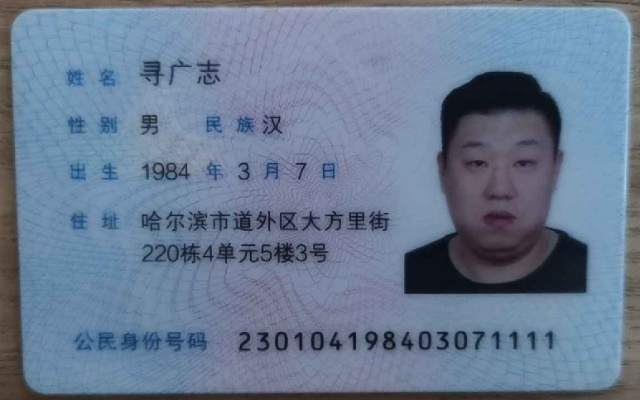 姓名 寻广志
性别 男 民族 汉
出生 1984 年 3 月 7 日
住址 哈尔滨市道外区大方里街
220栋4单元5楼3号
公民身份号码 230104198403071111